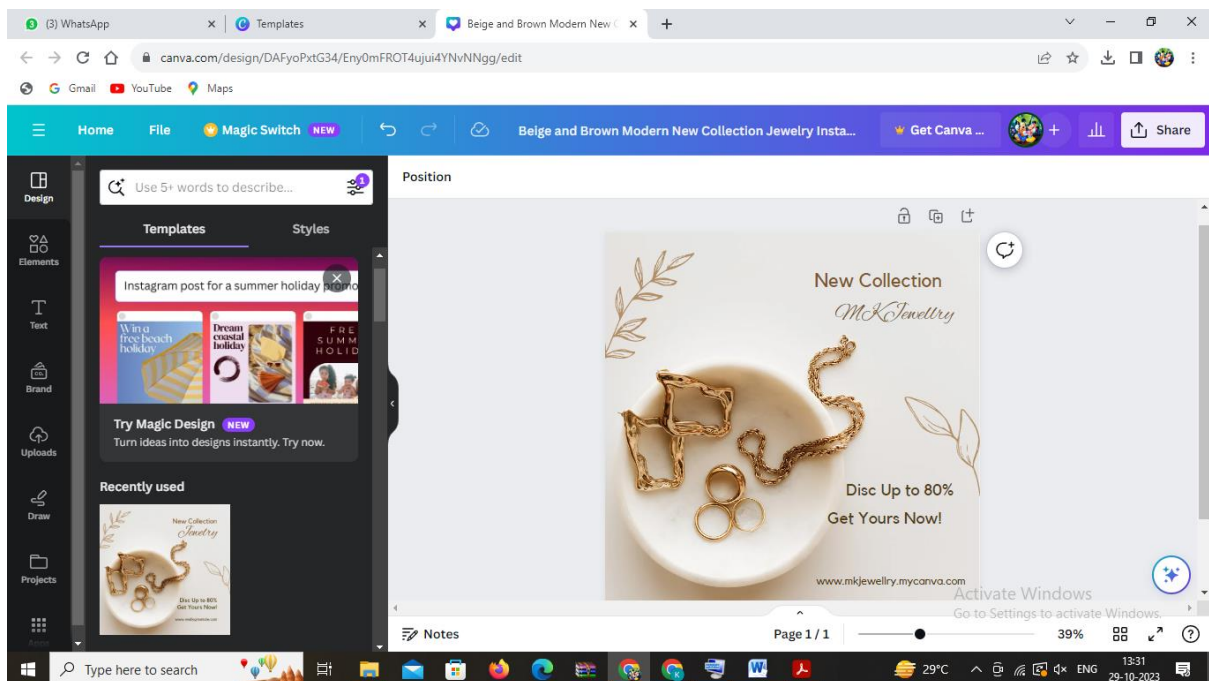 (3) WhatsApp
Templates
Beige and Brown Modern New C
canva.com/design/DAFyoPxtG34/Eny0mFROT4ujui4YNvNNgg/edit
Gmail
YouTube
Maps
Home
File
Magic Switch NEW
Beige and Brown Modern New Collection Jewelry Insta...
Get Canva ...
Share
Design
Elements
Text
Brand
Uploads
Draw
Projects
Apps
Use 5+ words to describe...
1
Templates
Styles
Instagram post for a summer holiday promo
Win a
free beach
holiday
Dream
coastal
holiday
FRE
SUMM
HOLID
Try Magic Design NEW
Turn ideas into designs instantly. Try now.
Recently used
New Collection
Jewelry
Disc Up to 80%
Get Yours Now!
Position
New Collection
MKJewellry
Disc Up to 80%
Get Yours Now!
www.mkjewellry.mycanva.com
Activate Windows
Go to Settings to activate Windows.
Notes
Page 1 / 1
39%
Type here to search
29°C
ENG
13:31
29-10-2023